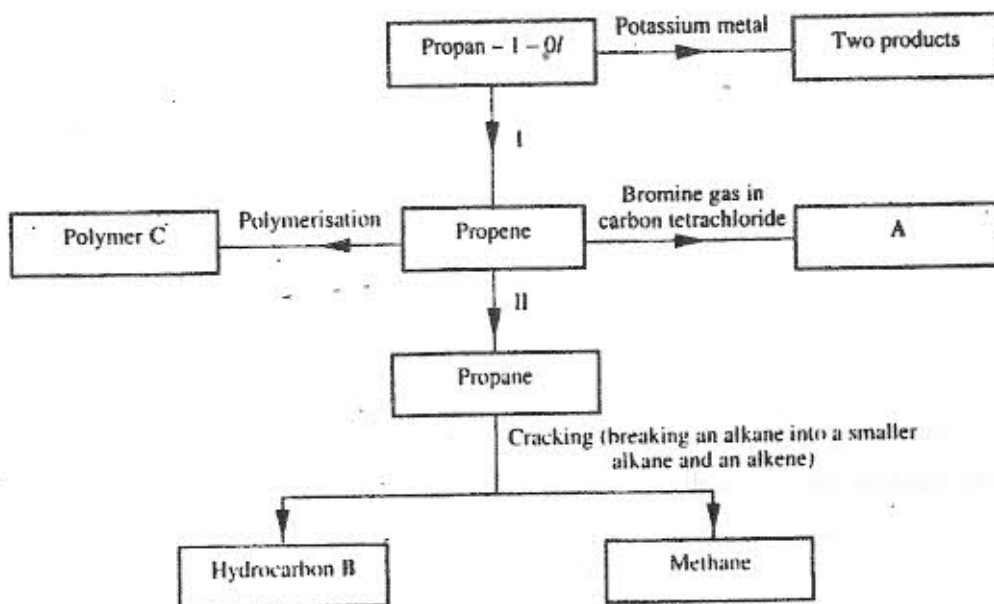 Propan – 1 – Ol
Potassium metal
Two products
I
Polymer C
Polymerisation
Propene
Bromine gas in
carbon tetrachloride
A
II
Propane
Cracking (breaking an alkane into a smaller
alkane and an alkene)
Hydrocarbon B
Methane